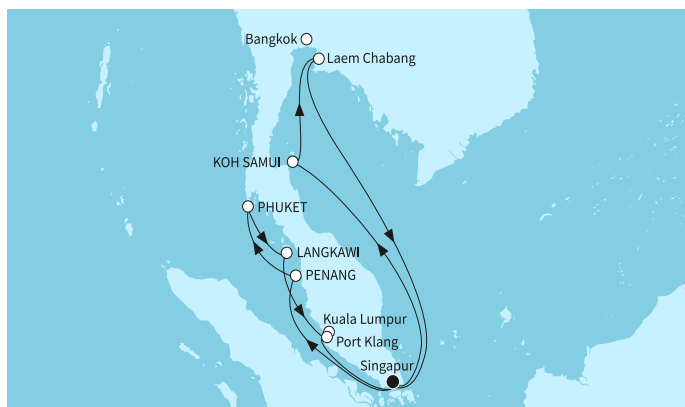 Bangkok
Laem Chabang
KOH SAMUI
PHUKET
LANGKAWI
PENANG
Kuala Lumpur
Port Klang
Singapur